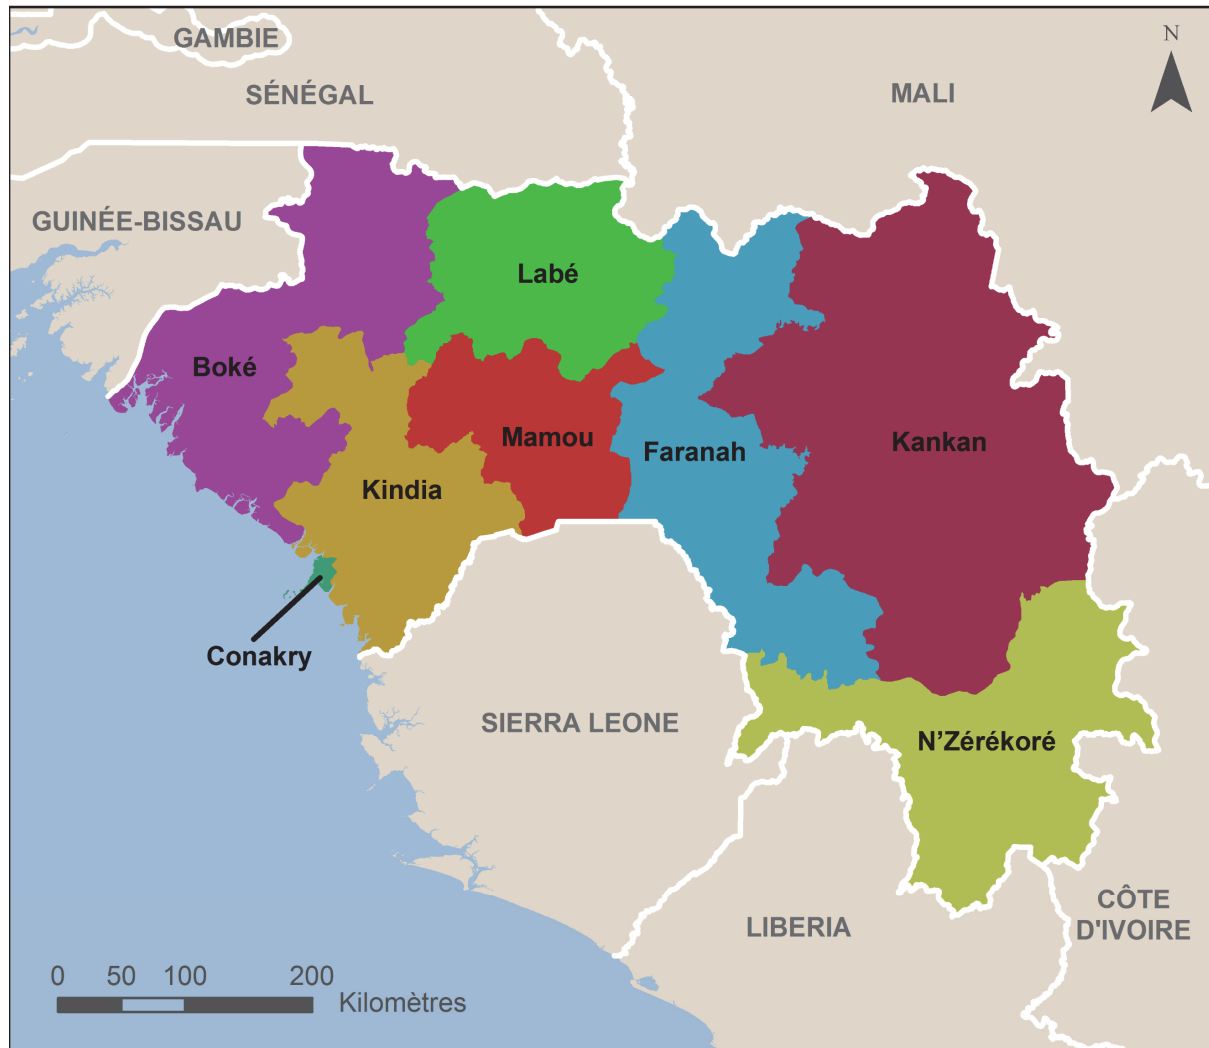 GAMBIE
N
SÉNÉGAL
MALI
GUINÉE-BISSAU
Labé
Boké
Mamou
Faranah
Kankan
Kindia
Conakry
SIERRA LEONE
N’Zérékoré
LIBERIA
CÔTE
D'IVOIRE
0 50 100 200
Kilomètres